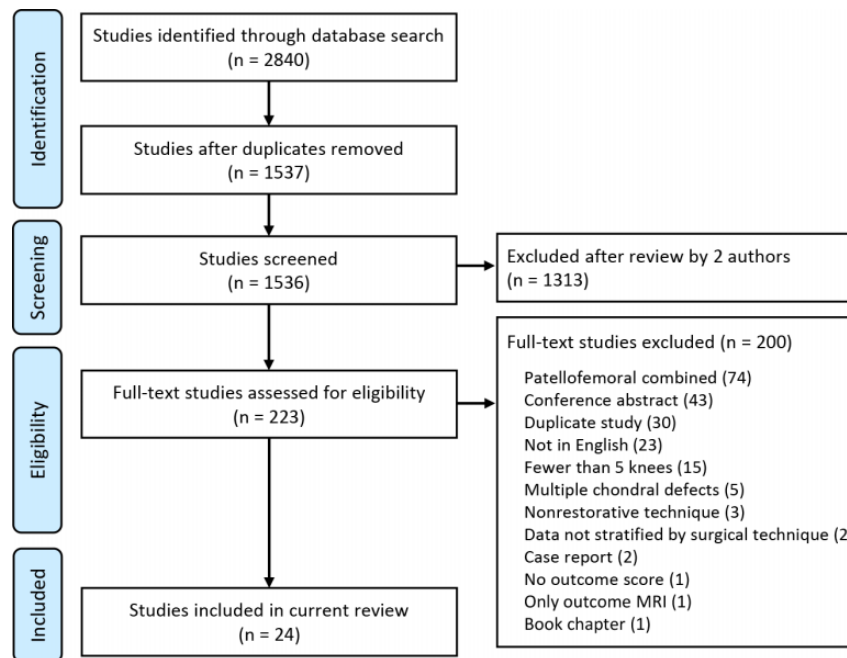 Identification
Studies identified through database search
(n = 2840)
Studies after duplicates removed
(n = 1537)
Screening
Studies screened
(n = 1536)
Excluded after review by 2 authors
(n = 1313)
Eligibility
Full-text studies assessed for eligibility
(n = 223)
Full-text studies excluded (n = 200)
Patellofemoral combined (74)
Conference abstract (43)
Duplicate study (30)
Not in English (23)
Fewer than 5 knees (15)
Multiple chondral defects (5)
Nonrestorative technique (3)
Data not stratified by surgical technique (2
Case report (2)
No outcome score (1)
Only outcome MRI (1)
Book chapter (1)
Included
Studies included in current review
(n = 24)